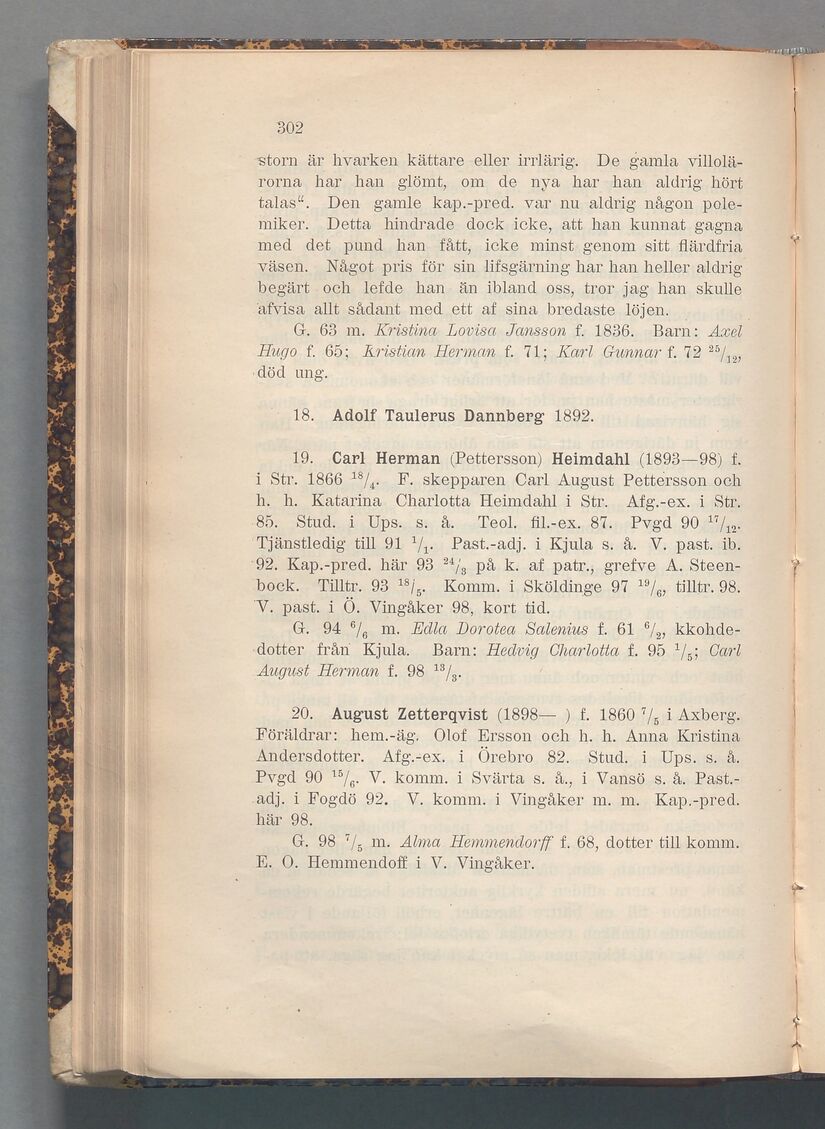 302
storn är hvarken kättare eller irrlärig. De gamla villolä-
rorna har han glömt, om de nya har han aldrig hört
talas“. Den gamle kap.-pred. var nu aldrig någon pole-
miker. Detta hindrade dock icke, att han kunnat gagna
med det pund han fått, icke minst genom sitt flärdfria
väsen. Något pris för sin lifsgärning har han heller aldrig
begärt och lefde han än ibland oss, tror jag han skulle
afvisa allt sådant med ett af sina bredaste löjen.
G. 63 m. Kristina Lovisa Jansson f. 1836. Barn: Axel
Hugo f. 65; Kristian Herman f. 71; Karl Gunnar f. 72 25/12,
död ung.
18. Adolf Taulerus Dannberg 1892.
19. Carl Herman (Pettersson) Heimdahl (1893—98) f.
i Str. 1866 18/4. F. skepparen Carl August Pettersson och
h. h. Katarina Charlotta Heimdahl i Str. Afg.-ex. i Str.
85. Stud. i Ups. s. å. Teol. fil.-ex. 87. Pvgd 90 17/12.
Tjänstledig till 91 1/1. Past.-adj. i Kjula s. å. V. past. ib.
92. Kap.-pred. här 93 24/3 på k. af patr., grefve A. Steen-
bock. Tilltr. 93 18/5. Komm. i Sköldinge 97 19/6, tilltr. 98.
V. past. i Ö. Vingåker 98, kort tid.
G. 94 6/6 m. Edla Dorotea Salenius f. 61 6/2, kkohde-
dotter från Kjula. Barn: Hedvig Charlotta f. 95 1/5; Carl
August Herman f. 98 13/3.
20. August Zetterqvist (1898— ) f. 1860 7/5 i Axberg.
Föräldrar: hem.-äg. Olof Ersson och h. h. Anna Kristina
Andersdotter. Afg.-ex. i Örebro 82. Stud. i Ups. s. å.
Pvgd 90 15/6. V. komm. i Svärta s. å., i Vansö s. å. Past.-
adj. i Fogdö 92. V. komm. i Vingåker m. m. Kap.-pred.
här 98.
G. 98 7/5 m. Alma Hemmendorff f. 68, dotter till komm.
E. O. Hemmendoff i V. Vingåker.